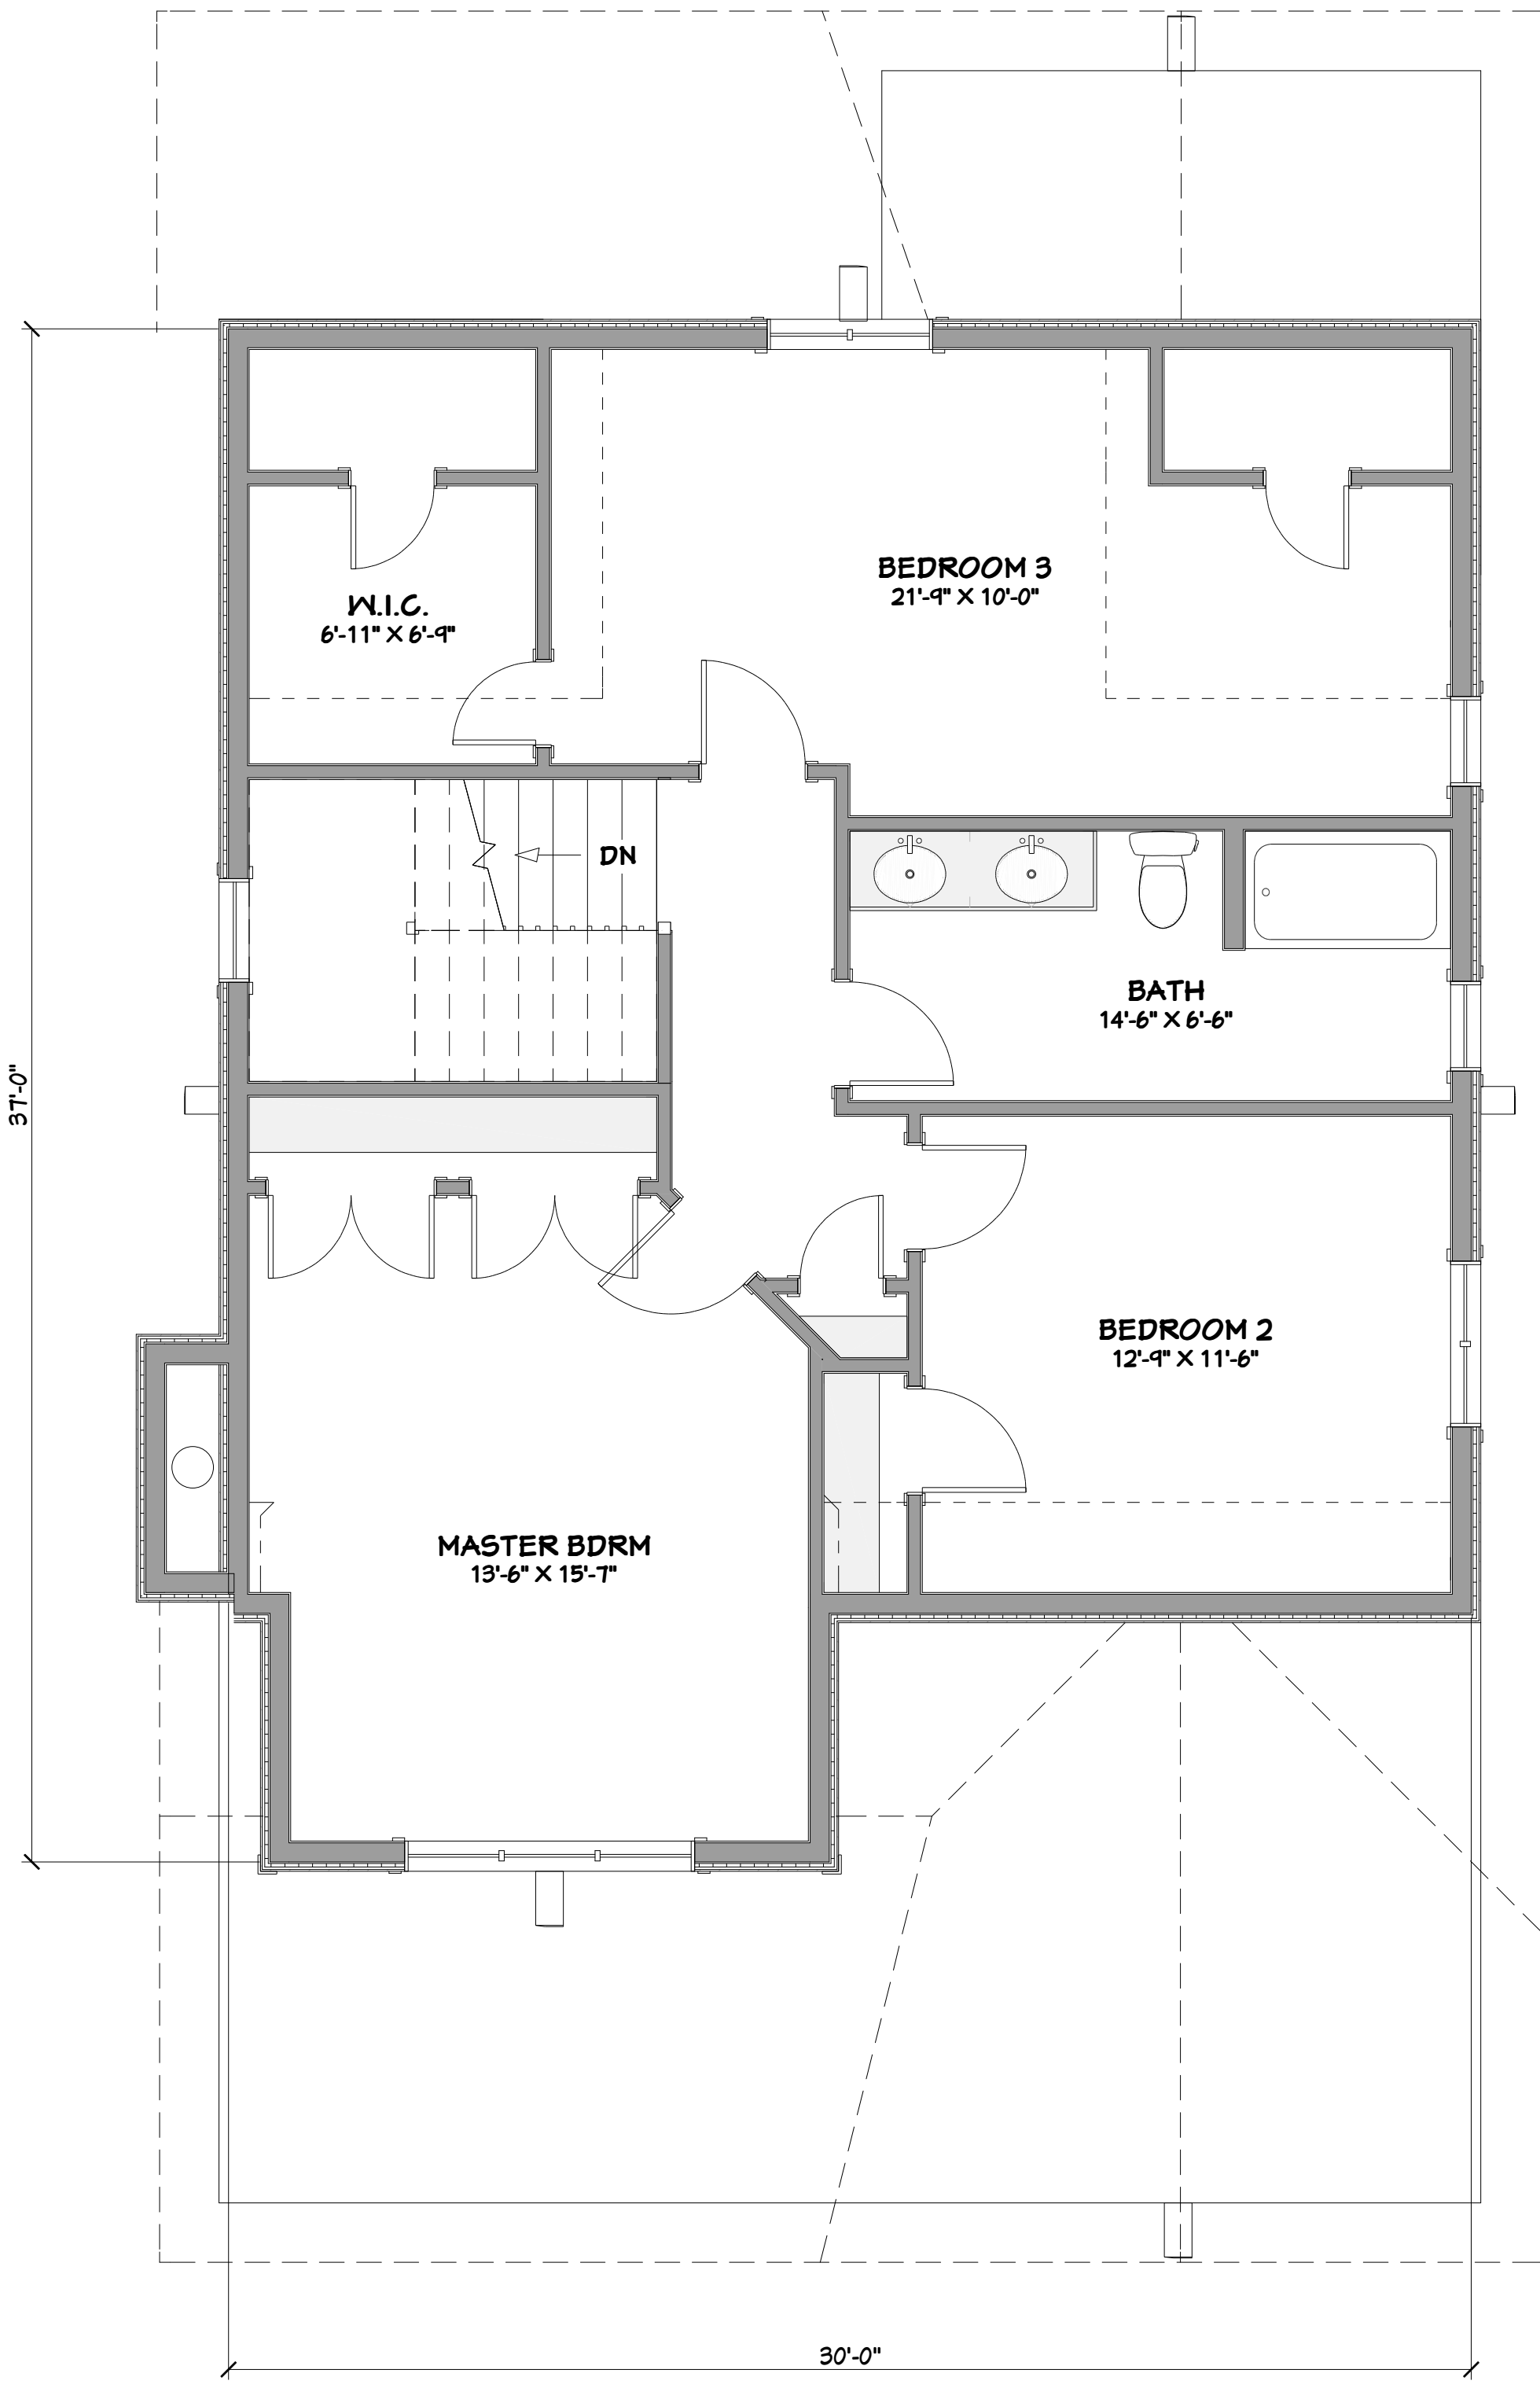 BEDROOM 3
21'-9" X 10'-0"
W.I.C.
6'-11" X 6'-9"
DN
BATH
14'-6" X 6'-6"
37'-0"
BEDROOM 2
12'-9" X 11'-6"
MASTER BDRM
13'-6" X 15'-7"
30'-0"